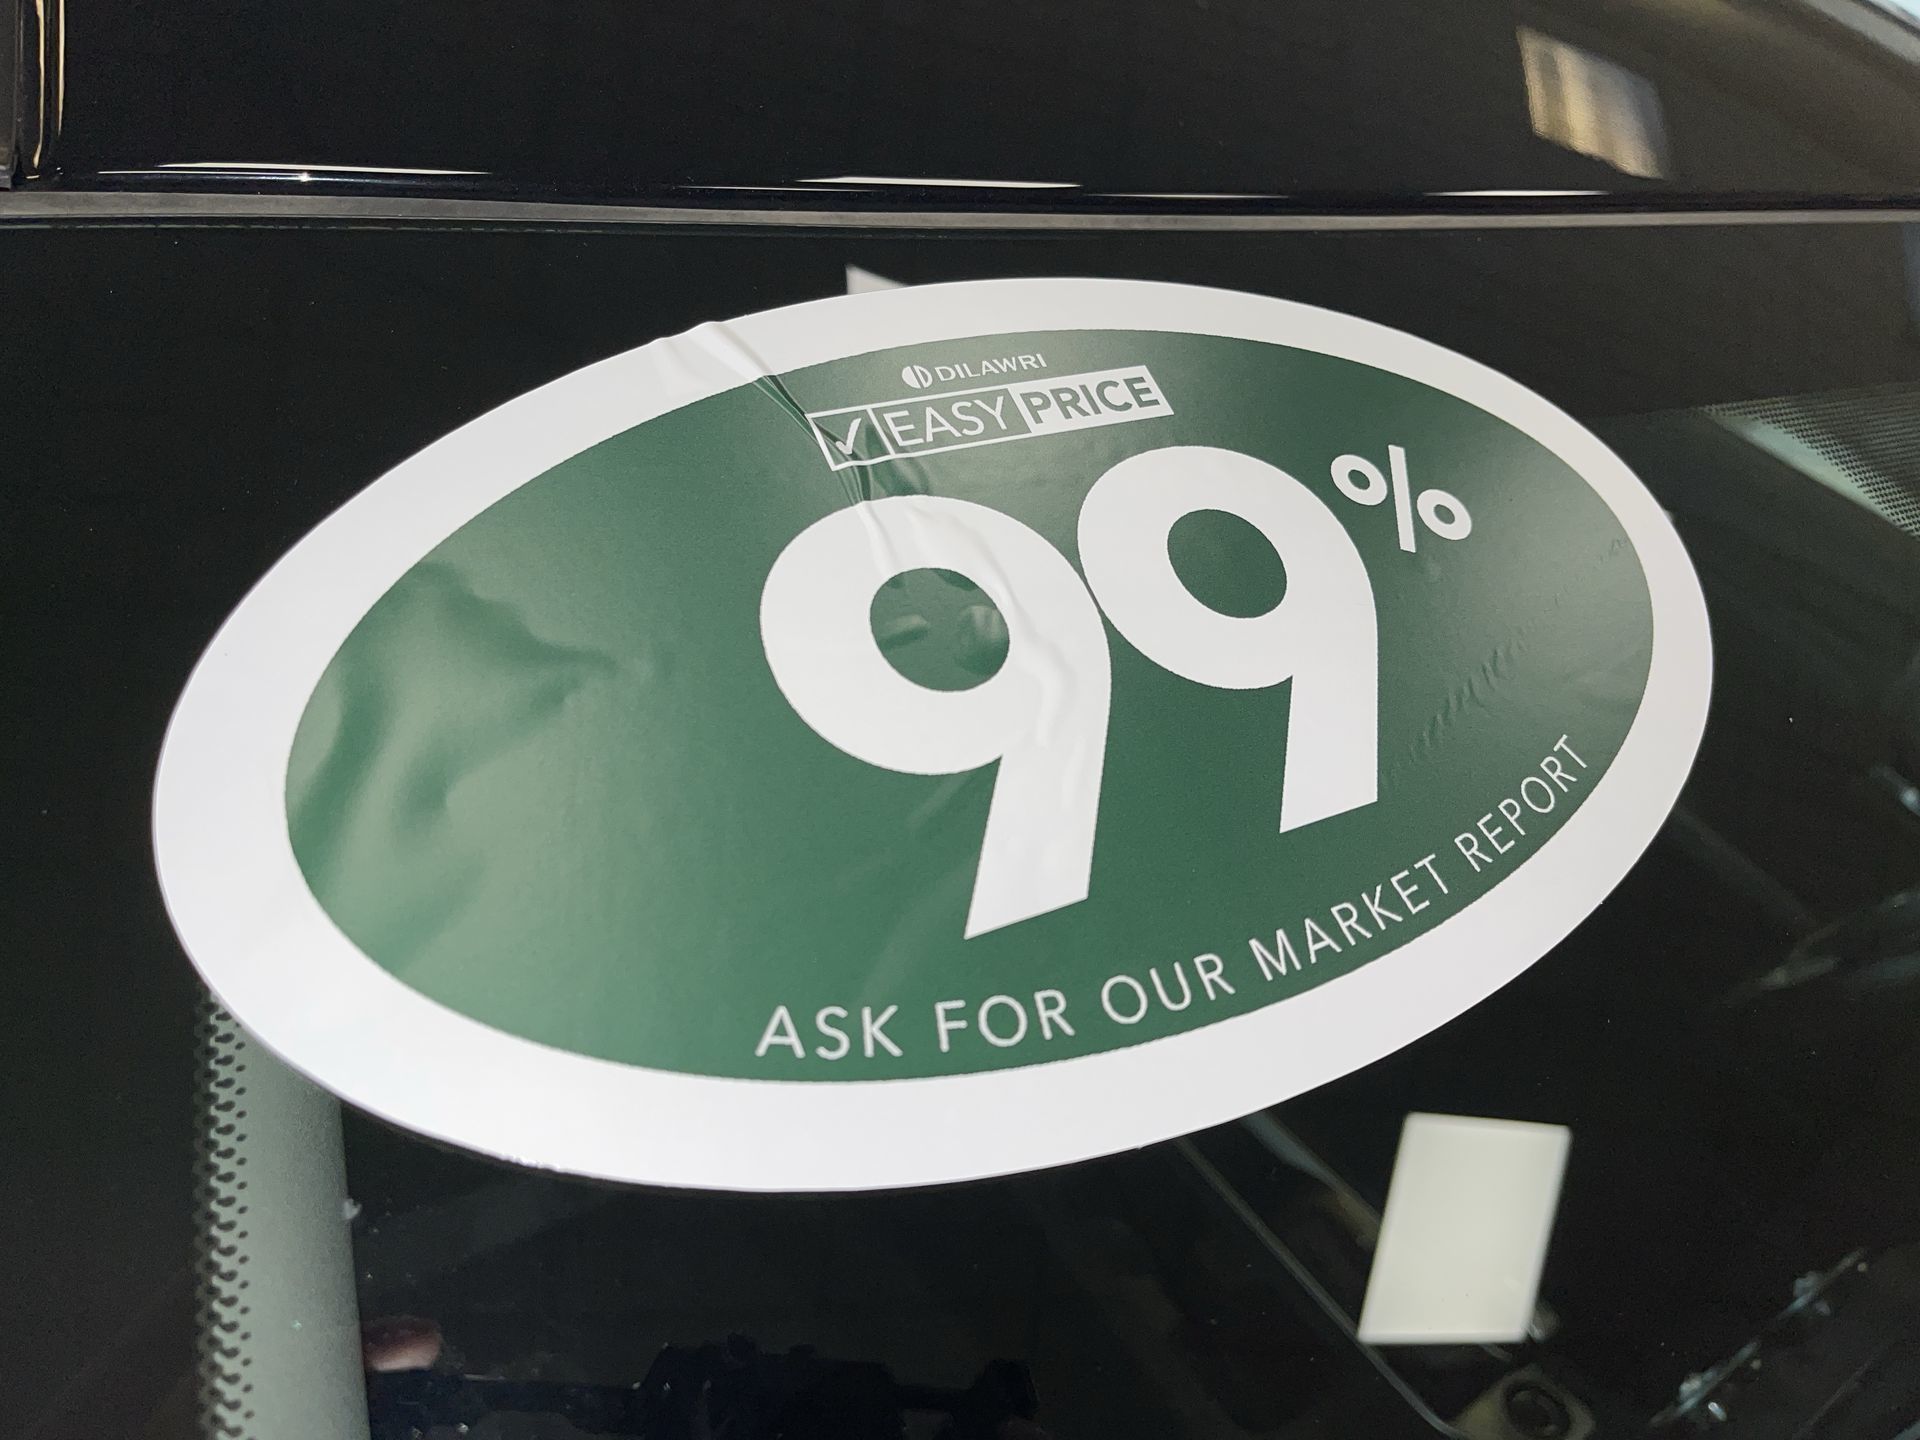 DILAWRI
✓ EASY PRICE
99%
ASK FOR OUR MARKET REPORT